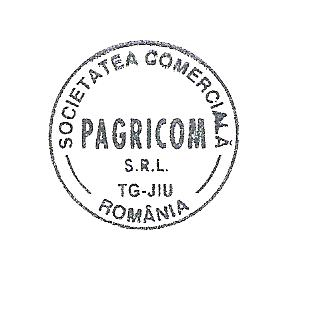 SOCIETATEA COMERCIALĂ
PAGRICOM
S.R.L.
TG-JIU
ROMÂNIA